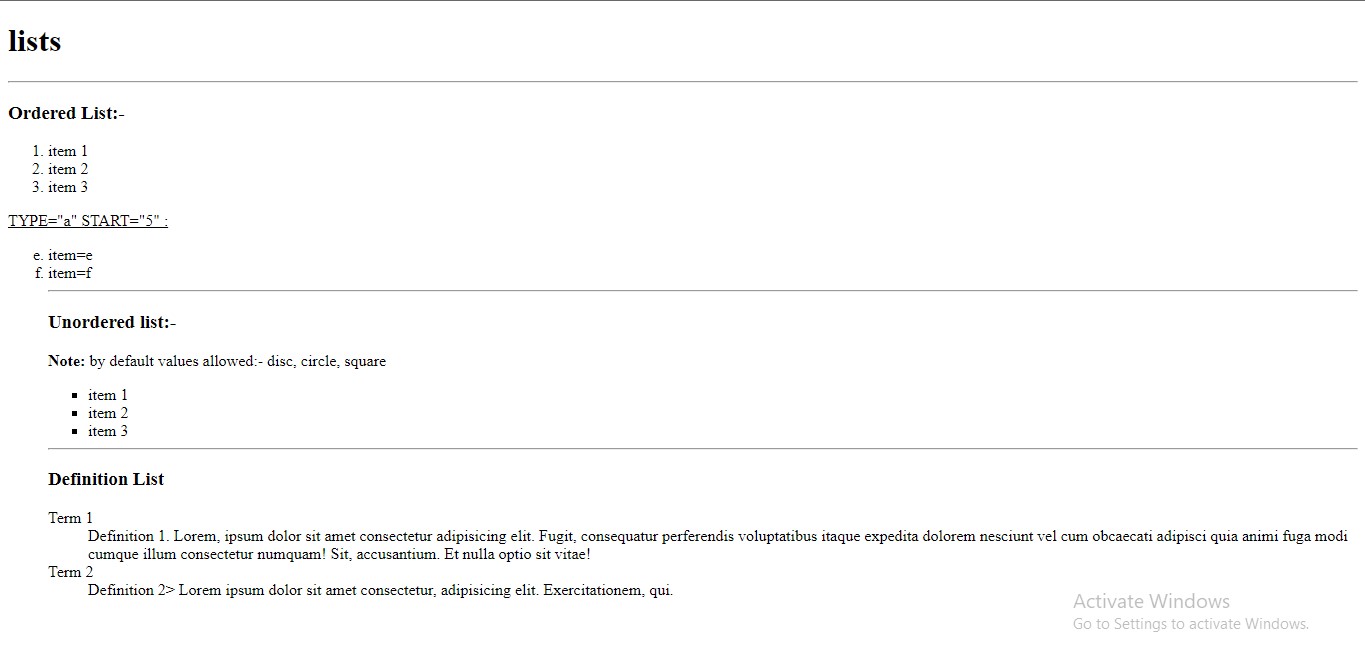 lists
Ordered List:-
1. item 1
2. item 2
3. item 3
TYPE="a" START="5" :
e. item=e
f. item=f
Unordered list:-
Note: by default values allowed:- disc, circle, square
▪ item 1
▪ item 2
▪ item 3
Definition List
Term 1
Definition 1. Lorem, ipsum dolor sit amet consectetur adipisicing elit. Fugit, consequatur perferendis voluptatibus itaque expedita dolorem nesciunt vel cum obcaecati adipisci quia animi fuga modi
cumque illum consectetur numquam! Sit, accusantium. Et nulla optio sit vitae!
Term 2
Definition 2> Lorem ipsum dolor sit amet consectetur, adipisicing elit. Exercitationem, qui.
Activate Windows
Go to Settings to activate Windows.